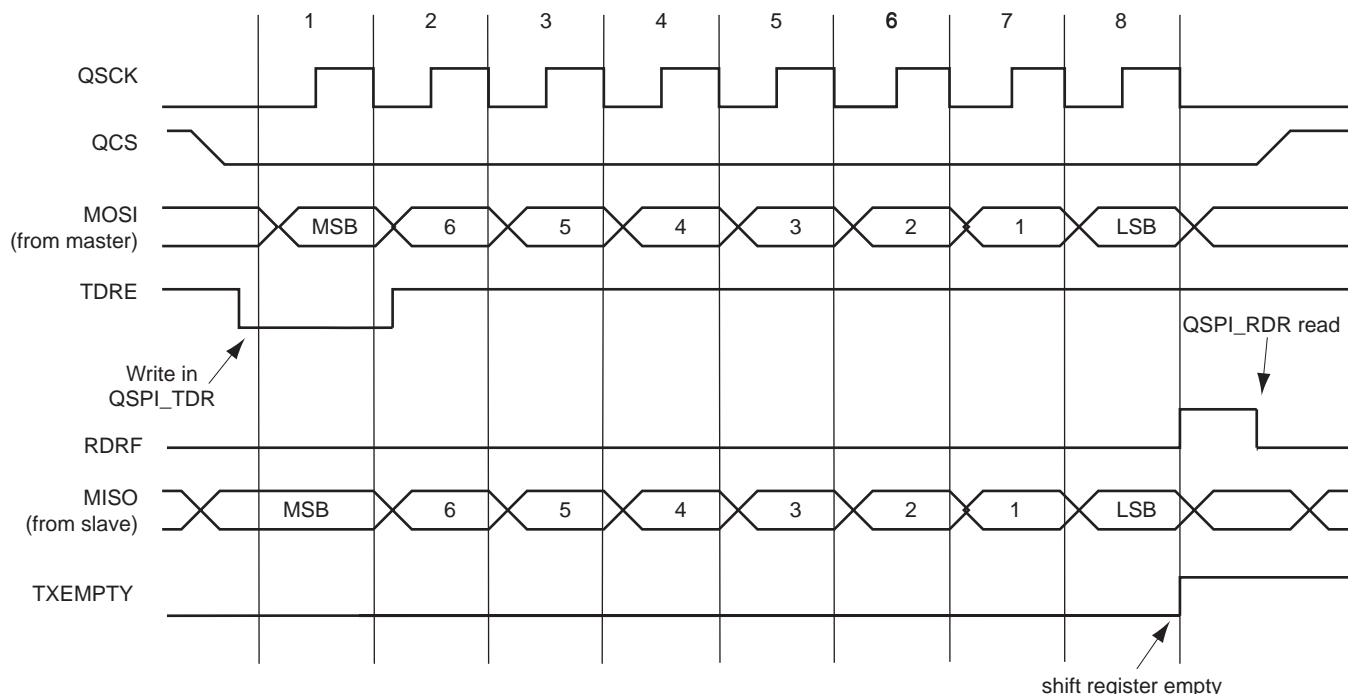 1 2 3 4 5 6 7 8
QSCK
QCS
MOSI
(from master)
MSB 6 5 4 3 2 1 LSB
TDRE
QSPI_RDR read
Write in
QSPI_TDR
RDRF
MISO
(from slave)
MSB 6 5 4 3 2 1 LSB
TXEMPTY
shift register empty